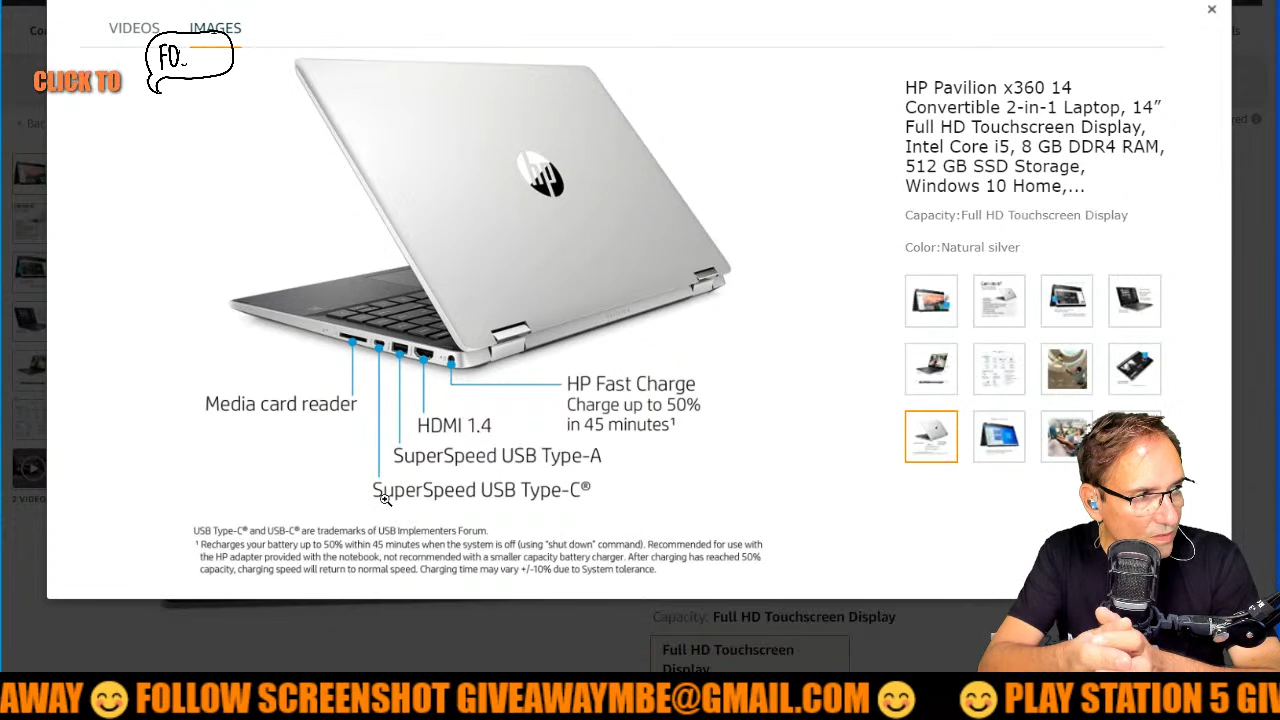 VIDEOS IMAGES
CLICK TO
FO
hp
Media card reader
HDMI 1.4
SuperSpeed USB Type-A
SuperSpeed USB Type-C®
HP Fast Charge
Charge up to 50%
in 45 minutes¹
USB Type-C® and USB-C® are trademarks of USB Implementers Forum.
¹ Recharges your battery up to 50% within 45 minutes when the system is off (using "shut down" command). Recommended for use with
the HP adapter provided with the notebook, not recommended with a smaller capacity battery charger. After charging has reached 50%
capacity, charging speed will return to normal speed. Charging time may vary +/-10% due to System tolerance.
HP Pavilion x360 14
Convertible 2-in-1 Laptop, 14”
Full HD Touchscreen Display,
Intel Core i5, 8 GB DDR4 RAM,
512 GB SSD Storage,
Windows 10 Home,...
Capacity:Full HD Touchscreen Display
Color:Natural silver
2 VIDEO
Capacity: Full HD Touchscreen Display
Full HD Touchscreen
Display
AWAY 😊 FOLLOW SCREENSHOT GIVEAWAYMBE@GMAIL.COM 😊 😊 PLAY STATION 5 GIV